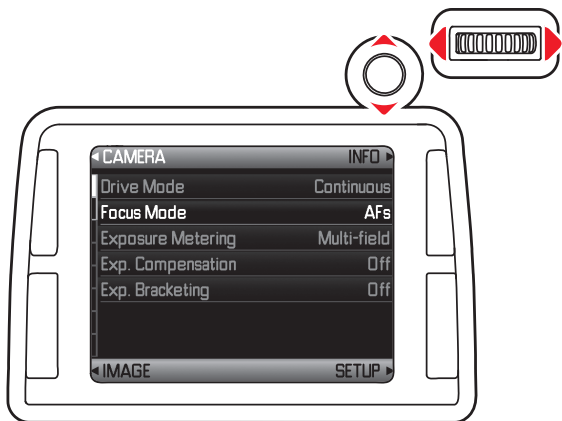 CAMERA INFO
Drive Mode Continuous
Focus Mode AFs
Exposure Metering Multi-field
Exp. Compensation Off
Exp. Bracketing Off
IMAGE SETUP